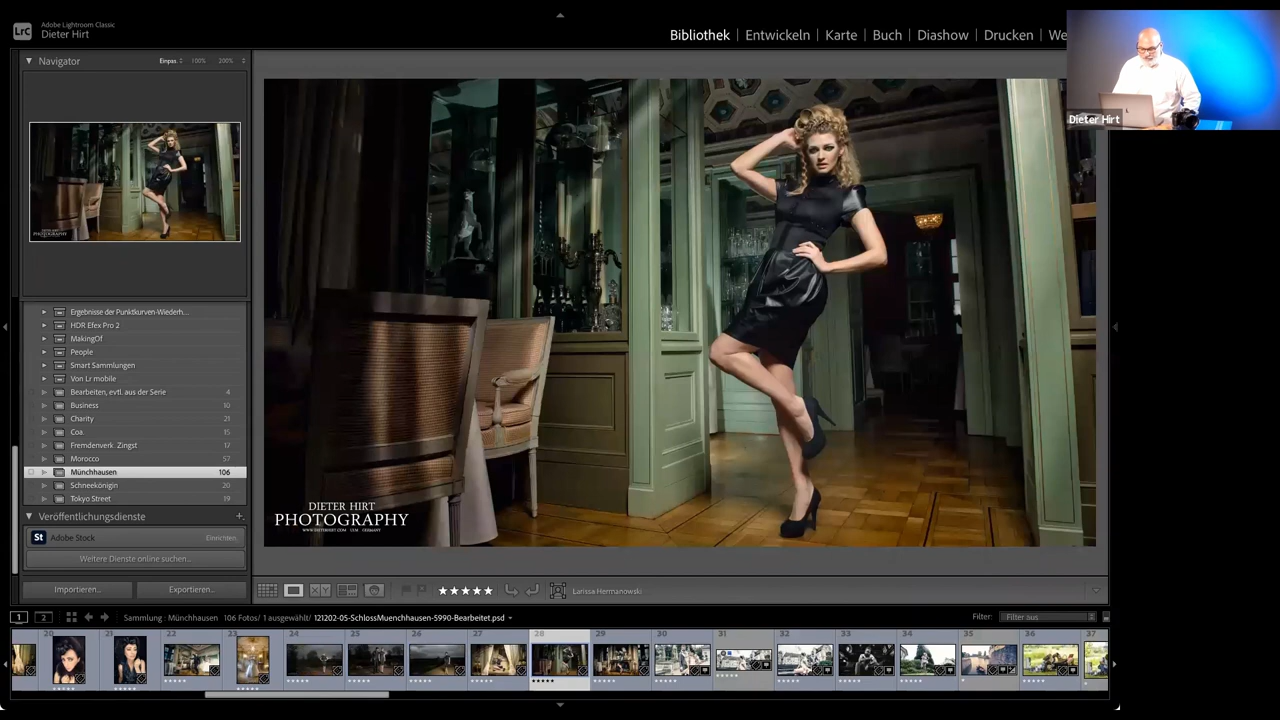 LrC
Adobe Lightroom Classic
Dieter Hirt
Bibliothek | Entwickeln | Karte | Buch | Diashow | Drucken | We
Dieter Hirt
Navigator
Einpas. 100% 200%
DIETER HIRT
PHOTOGRAPHY
Ergebnisse der Punktkurven-Wiederh...
HDR Efex Pro 2
MakingOf
People
Smart Sammlungen
Von Lr mobile
Bearbeiten, evtl. aus der Serie 4
Business 10
Charity 21
Coa. 15
Fremdenverk. Zingst 17
Morocco 57
Münchhausen 106
Schneekönigin 20
Tokyo Street 19
Veröffentlichungsdienste
St Adobe Stock Einrichten.
Weitere Dienste online suchen...
Importieren... Exportieren...
XY
Larissa Hermanowski
1 2 Sammlung : Münchhausen 106 Fotos/ 1 ausgewählt/ 121202-05-SchlossMuenchhausen-5990-Bearbeitet.psd
Filter: Filter aus
20 21 22 23 24 25 26 27 28 29 30 31 32 33 34 35 36 37